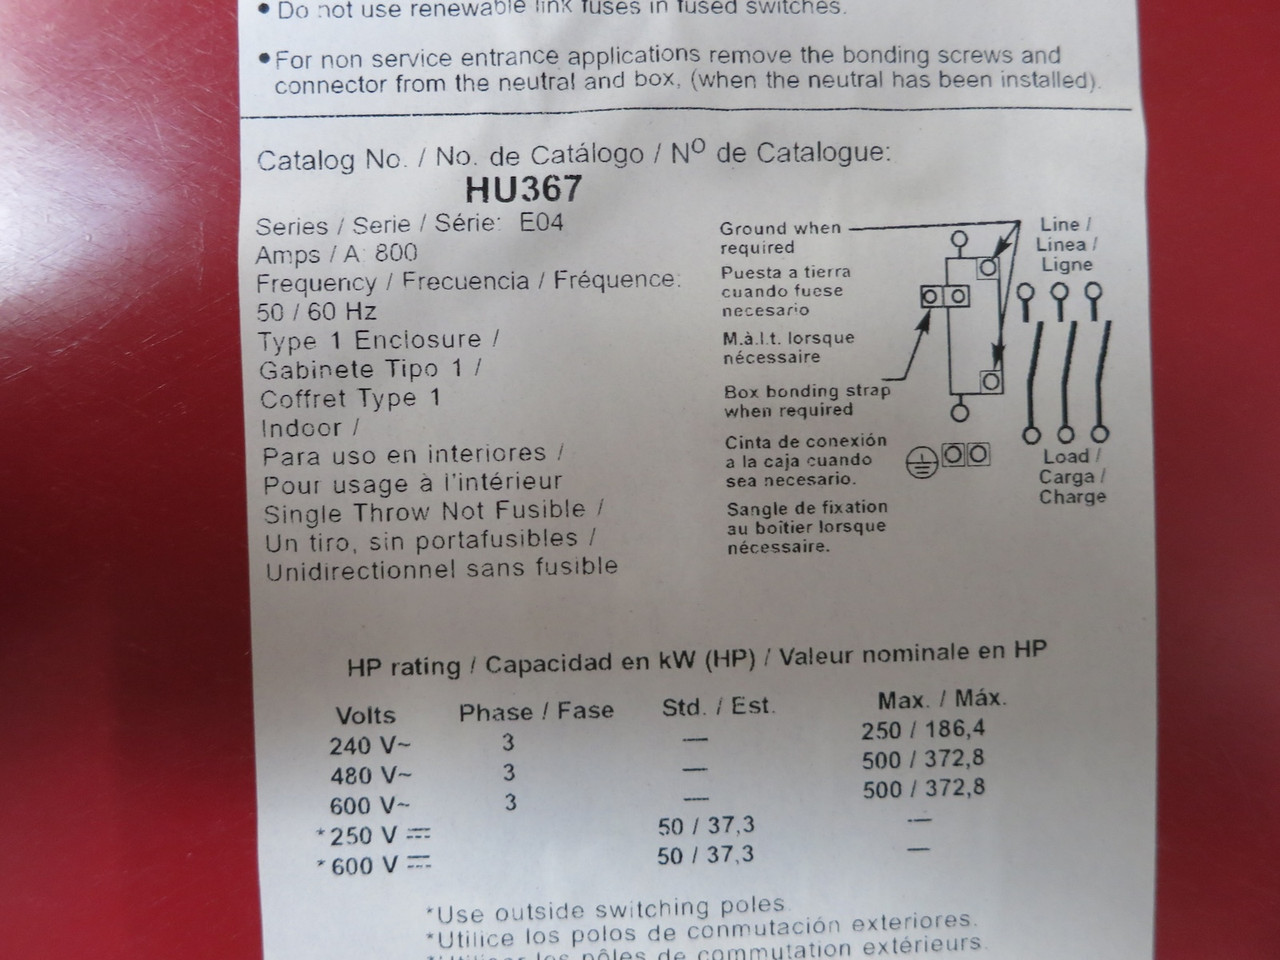 • Do not use renewable link fuses in fused switches.
• For non service entrance applications remove the bonding screws and
connector from the neutral and box, (when the neutral has been installed).
Catalog No. / No. de Catálogo / Nº de Catalogue:
HU367
Series / Serie / Série: E04
Amps / A: 800
Frequency / Frecuencia / Fréquence:
50 / 60 Hz
Type 1 Enclosure /
Gabinete Tipo 1 /
Coffret Type 1
Indoor /
Para uso en interiores /
Pour usage à l'intérieur
Single Throw Not Fusible /
Un tiro, sin portafusibles /
Unidirectionnel sans fusible
Ground when
required
Puesta a tierra
cuando fuese
necesario
M.à.l.t. lorsque
nécessaire
Box bonding strap
when required
Cinta de conexión
a la caja cuando
sea necesario.
Sangle de fixation
au boîtier lorsque
nécessaire.
Line /
Linea /
Ligne
Load /
Carga /
Charge
HP rating / Capacidad en kW (HP) / Valeur nominale en HP
Volts Phase / Fase Std. / Est. Max. / Máx.
240 V~ 3 — 250 / 186,4
480 V~ 3 — 500 / 372,8
600 V~ 3 — 500 / 372,8
*250 V ⎓ 50 / 37,3 —
*600 V ⎓ 50 / 37,3 —
*Use outside switching poles.
*Utilice los polos de conmutación exteriores.
*Utiliser les pôles de commutation extérieurs.